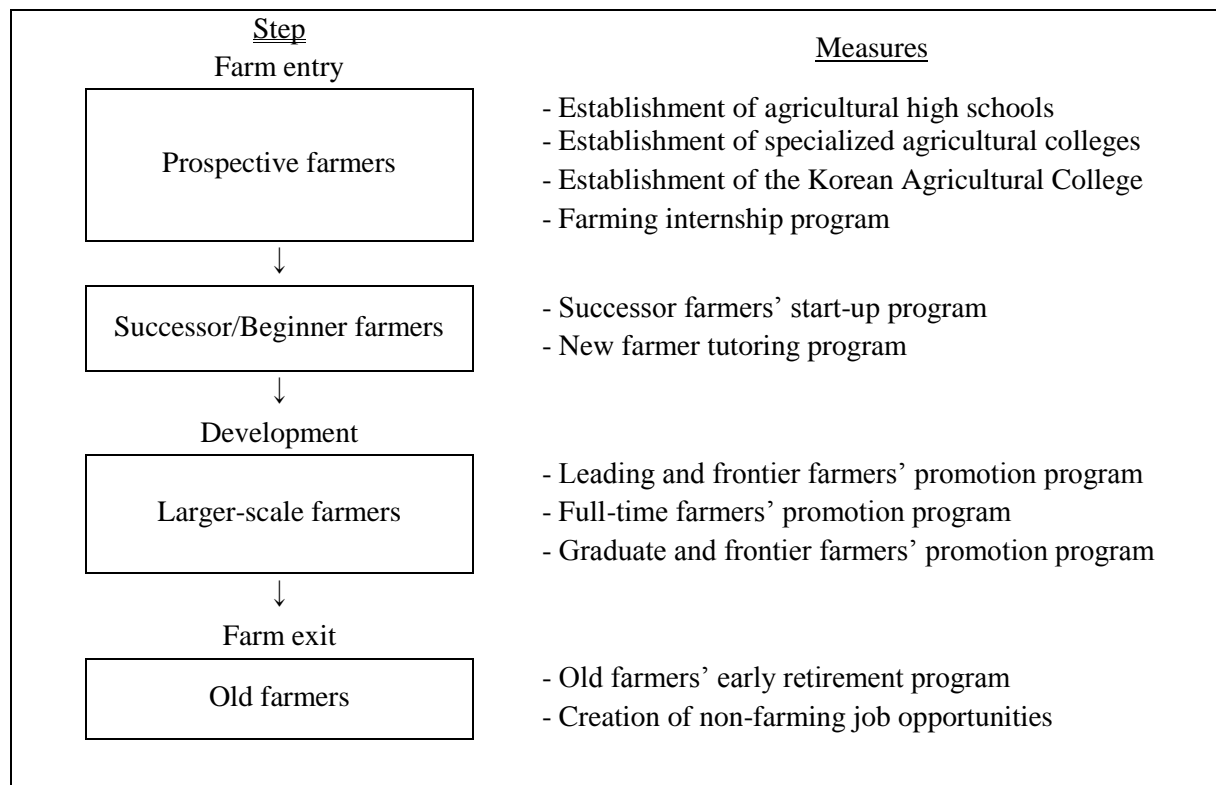 Step
Measures
Farm entry
Prospective farmers
- Establishment of agricultural high schools
- Establishment of specialized agricultural colleges
- Establishment of the Korean Agricultural College
- Farming internship program
↓
Successor/Beginner farmers
- Successor farmers’ start-up program
- New farmer tutoring program
↓
Development
Larger-scale farmers
- Leading and frontier farmers’ promotion program
- Full-time farmers’ promotion program
- Graduate and frontier farmers’ promotion program
↓
Farm exit
Old farmers
- Old farmers’ early retirement program
- Creation of non-farming job opportunities